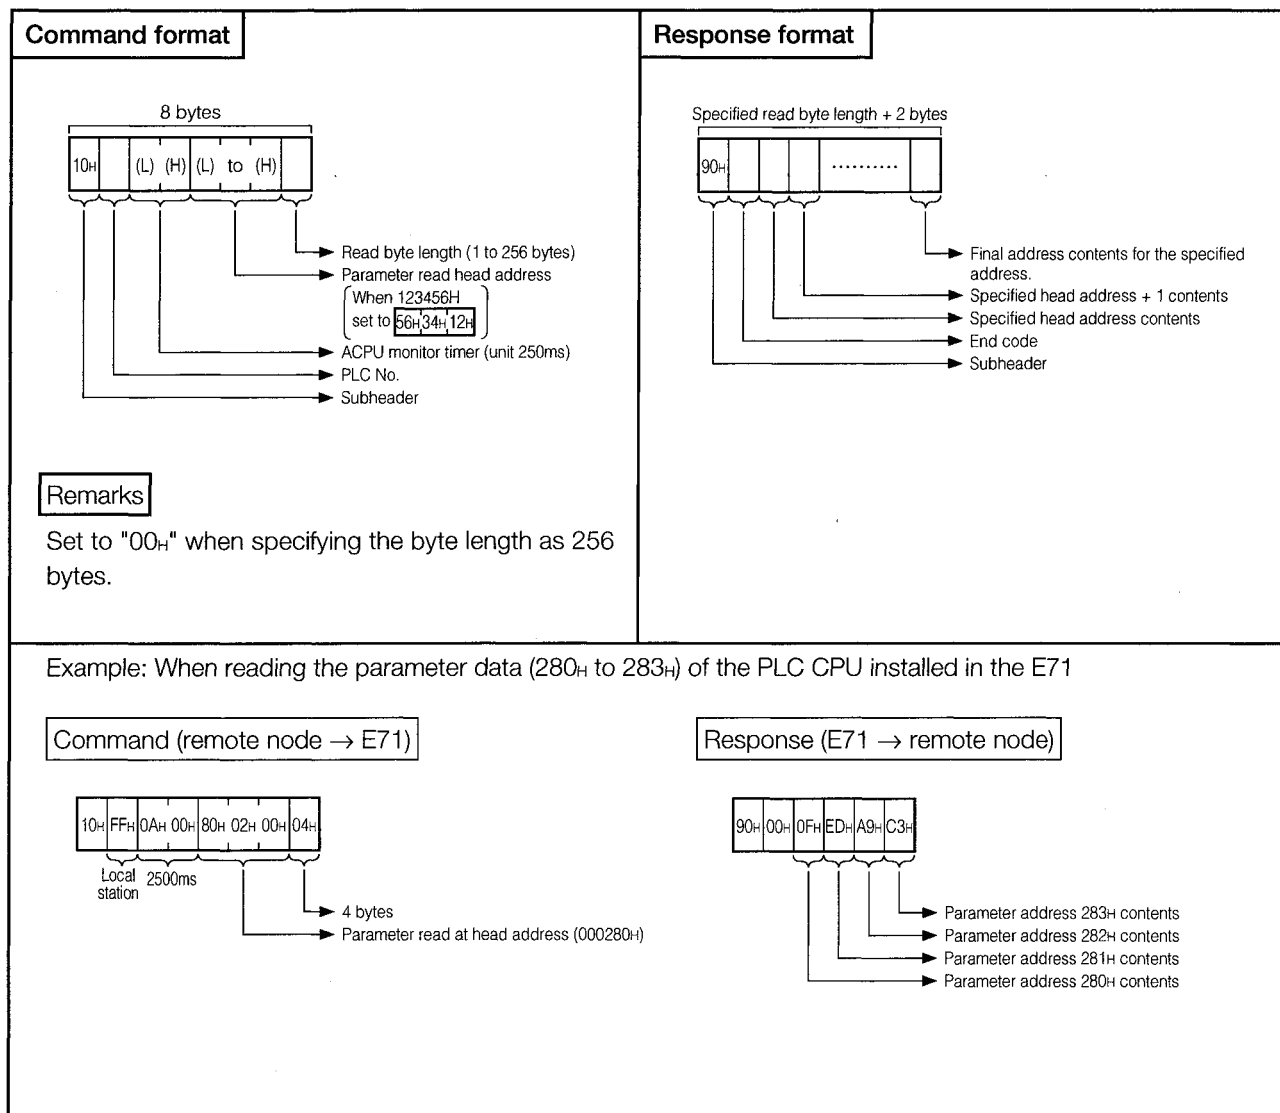 Command format
8 bytes
10H (L) (H) (L) to (H)
Read byte length (1 to 256 bytes)
Parameter read head address
When 123456H
set to 56H 34H 12H
ACPU monitor timer (unit 250ms)
PLC No.
Subheader
Remarks
Set to "00H" when specifying the byte length as 256
bytes.
Response format
Specified read byte length + 2 bytes
90H ..........
Final address contents for the specified
address.
Specified head address + 1 contents
Specified head address contents
End code
Subheader
Example: When reading the parameter data (280H to 283H) of the PLC CPU installed in the E71
Command (remote node → E71)
10H FFH 0AH 00H 80H 02H 00H 04H
Local
station
2500ms
4 bytes
Parameter read at head address (000280H)
Response (E71 → remote node)
90H 00H 0FH EDH A9H C3H
Parameter address 283H contents
Parameter address 282H contents
Parameter address 281H contents
Parameter address 280H contents